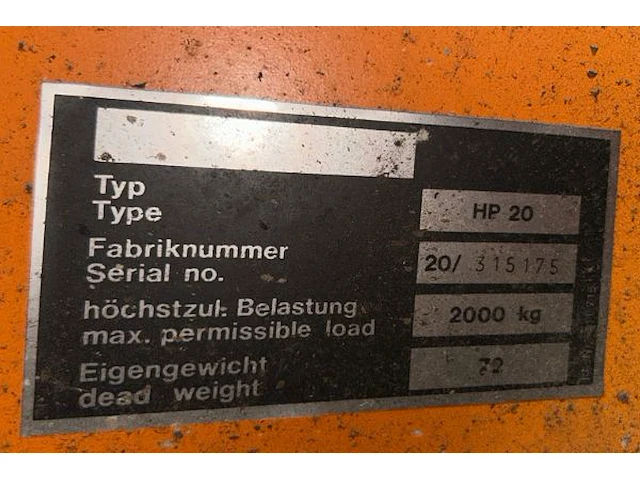 Typ
Type HP 20
Fabriknummer
Serial no. 20/ 315175
höchstzul. Belastung
max. permissible load 2000 kg
Eigengewicht
dead weight 72